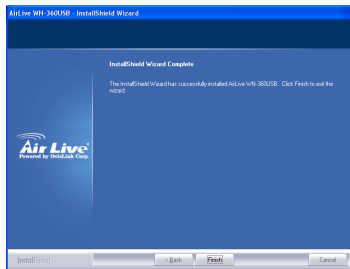 AirLive WN-360USB - InstallShield Wizard
InstallShield Wizard Complete
The InstallShield Wizard has successfully installed AirLive WN-360USB. Click Finish to exit the
wizard.
Air Live
Powered by OvisLink Corp.
InstallShield
< Back
Finish
Cancel